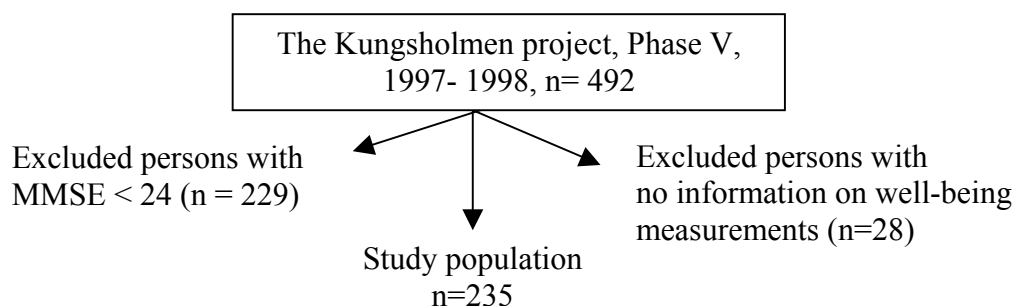 The Kungsholmen project, Phase V,
1997- 1998, n= 492
Excluded persons with
MMSE < 24 (n = 229)
Excluded persons with
no information on well-being
measurements (n=28)
Study population
n=235